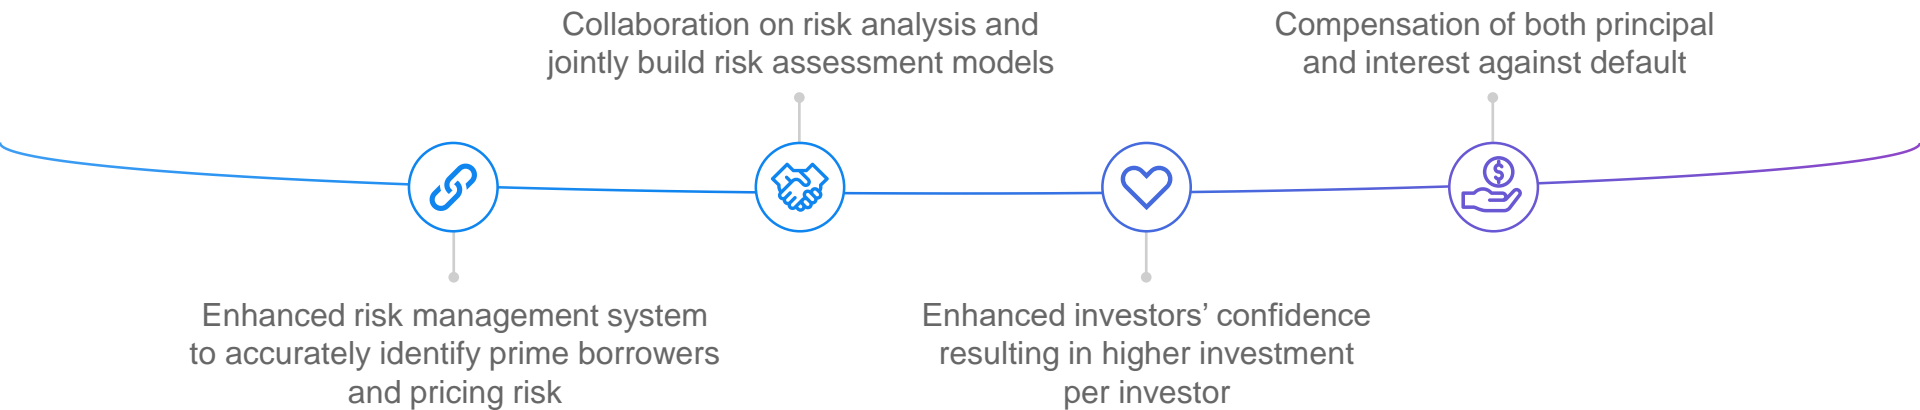 Collaboration on risk analysis and
jointly build risk assessment models
Compensation of both principal
and interest against default
Enhanced risk management system
to accurately identify prime borrowers
and pricing risk
Enhanced investors’ confidence
resulting in higher investment
per investor